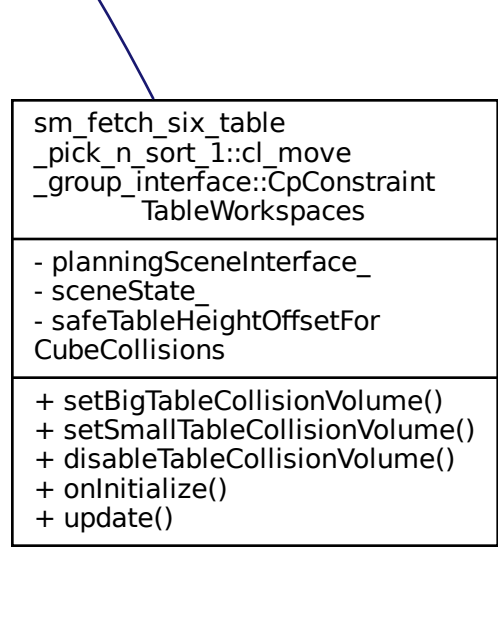 sm_fetch_six_table
_pick_n_sort_1::cl_move
_group_interface::CpConstraint
TableWorkspaces
- planningSceneInterface_
- sceneState_
- safeTableHeightOffsetFor
CubeCollisions
+ setBigTableCollisionVolume()
+ setSmallTableCollisionVolume()
+ disableTableCollisionVolume()
+ onInitialize()
+ update()